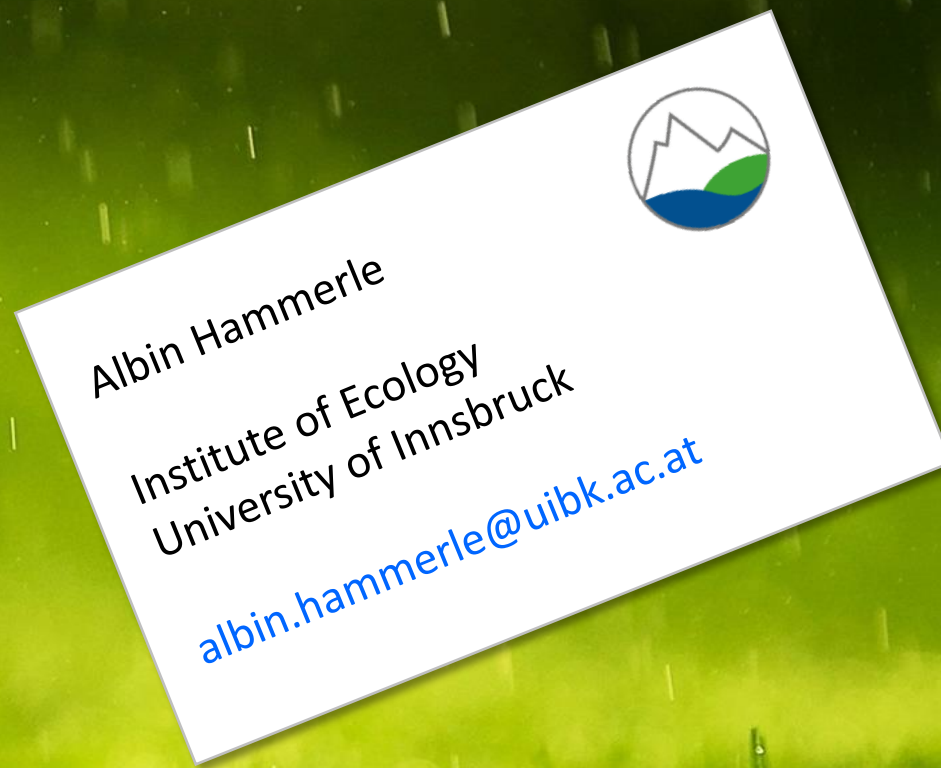 Albin Hammerle
Institute of Ecology
University of Innsbruck
albin.hammerle@uibk.ac.at